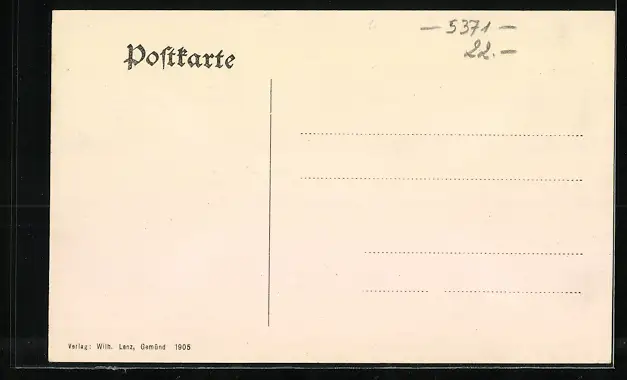 Postkarte
— 5371 —
22.—
Verlag: Wilh. Lenz, Gemünd 1905